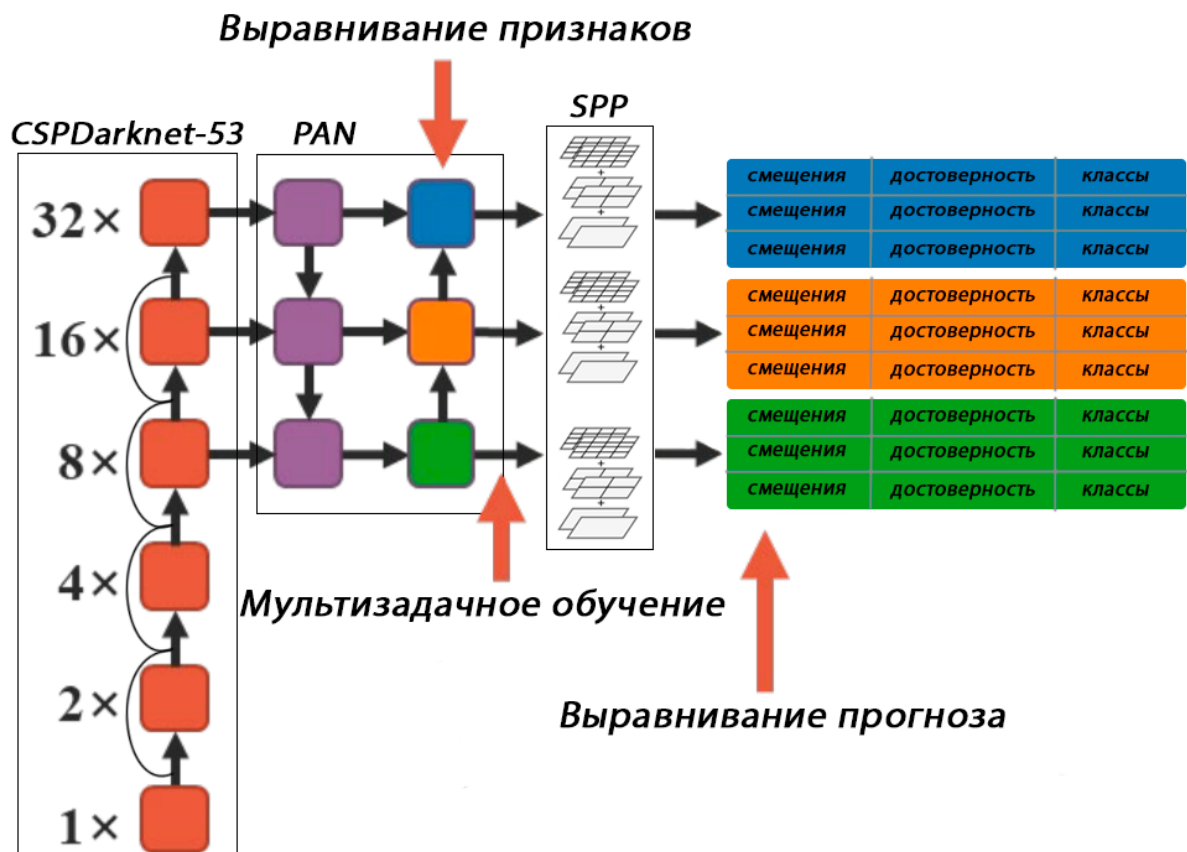 Выравнивание признаков
SPP
CSPDarknet-53
PAN
32×
16×
8×
4×
2×
1×
+
+
+
+
+
+
смещения достоверность классы
смещения достоверность классы
смещения достоверность классы
смещения достоверность классы
смещения достоверность классы
смещения достоверность классы
смещения достоверность классы
смещения достоверность классы
смещения достоверность классы
Мультизадачное обучение
Выравнивание прогноза